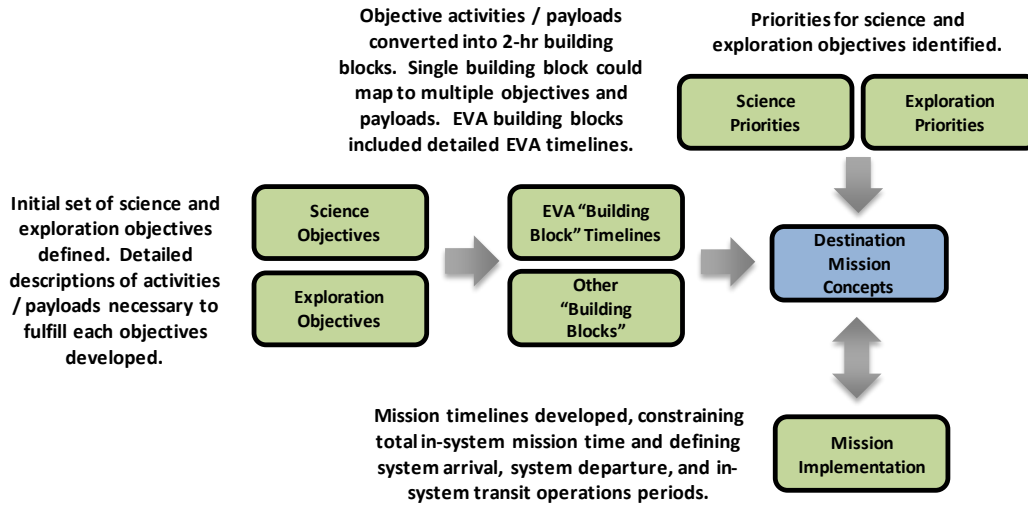 Objective activities / payloads
converted into 2-hr building
blocks.  Single building block could
map to multiple objectives and
payloads.  EVA building blocks
included detailed EVA timelines.
Priorities for science and
exploration objectives identified.
Science
Priorities
Exploration
Priorities
Initial set of science and
exploration objectives
defined.  Detailed
descriptions of activities
/ payloads necessary to
fulfill each objectives
developed.
Science
Objectives
Exploration
Objectives
EVA “Building
Block” Timelines
Other
“Building
Blocks”
Destination
Mission
Concepts
Mission timelines developed, constraining
total in-system mission time and defining
system arrival, system departure, and in-
system transit operations periods.
Mission
Implementation